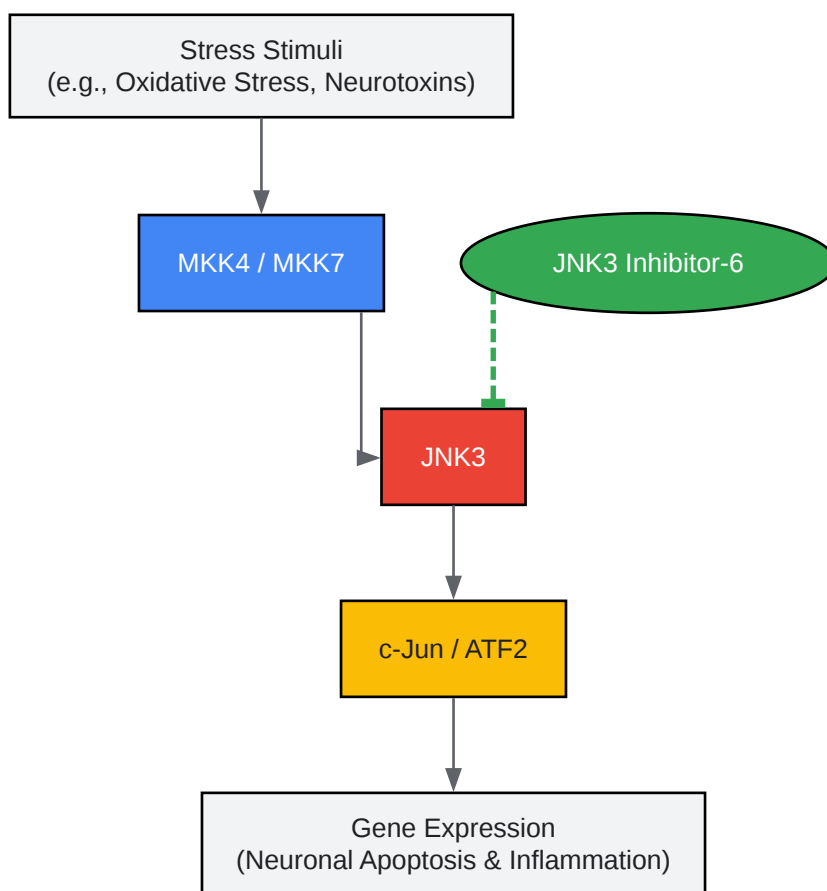 Stress Stimuli
(e.g., Oxidative Stress, Neurotoxins)
MKK4 / MKK7
JNK3 Inhibitor-6
JNK3
c-Jun / ATF2
Gene Expression
(Neuronal Apoptosis & Inflammation)